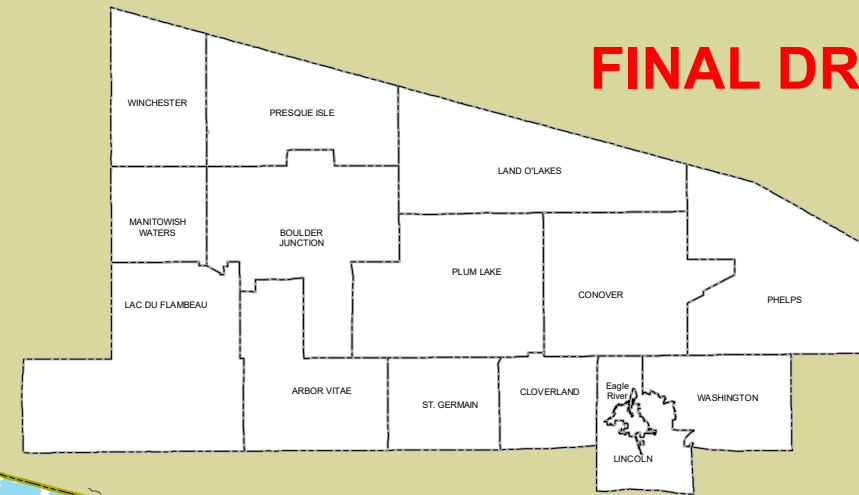 FINAL DR
WINCHESTER
PRESQUE ISLE
LAND O'LAKES
MANITOWISH
WATERS
BOULDER
JUNCTION
PLUM LAKE
CONOVER
PHELPS
LAC DU FLAMBEAU
ARBOR VITAE
ST. GERMAIN
CLOVERLAND
Eagle
River
WASHINGTON
LINCOLN